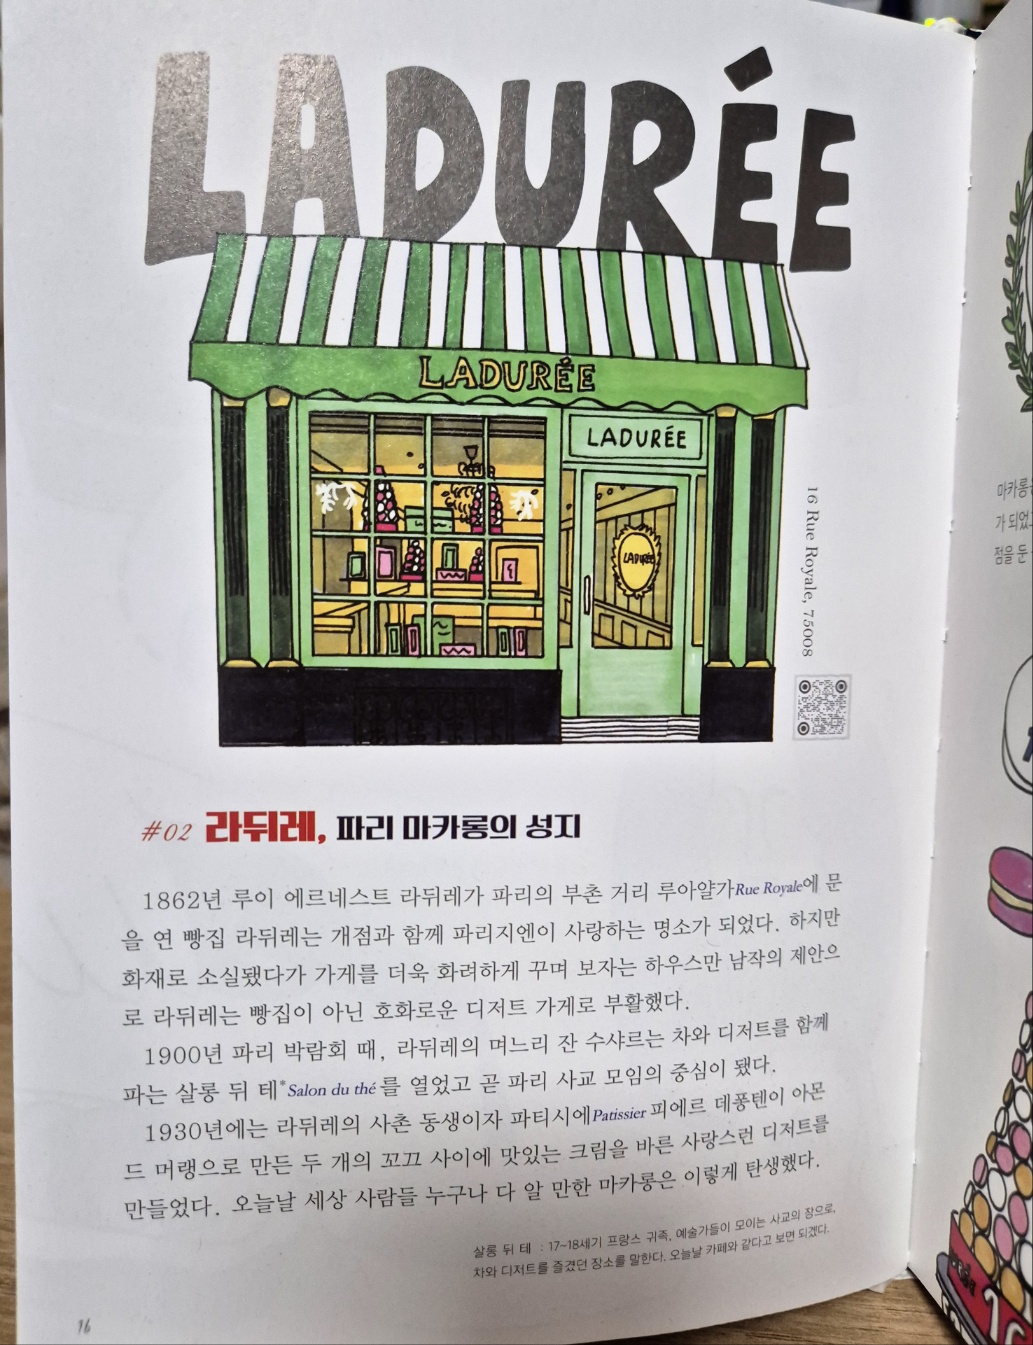 LADURÉE
LADURÉE
LADURÉE
LADURÉE
16 Rue Royale, 75008
#02 라뒤레, 파리 마카롱의 성지
1862년 루이 에르네스트 라뒤레가 파리의 부촌 거리 루아얄가Rue Royale에 문
을 연 빵집 라뒤레는 개점과 함께 파리지엔이 사랑하는 명소가 되었다. 하지만
화재로 소실됐다가 가게를 더욱 화려하게 꾸며 보자는 하우스만 남작의 제안으
로 라뒤레는 빵집이 아닌 호화로운 디저트 가게로 부활했다.
1900년 파리 박람회 때, 라뒤레의 며느리 잔 수샤르는 차와 디저트를 함께
파는 살롱 뒤 테*Salon du thé를 열었고 곧 파리 사교 모임의 중심이 됐다.
1930년에는 라뒤레의 사촌 동생이자 파티시에Patissier 피에르 데퐁텐이 아몬
드 머랭으로 만든 두 개의 꼬끄 사이에 맛있는 크림을 바른 사랑스런 디저트를
만들었다. 오늘날 세상 사람들 누구나 다 알 만한 마카롱은 이렇게 탄생했다.
살롱 뒤 테 : 17~18세기 프랑스 귀족, 예술가들이 모이는 사교의 장으로,
차와 디저트를 즐겼던 장소를 말한다. 오늘날 카페와 같다고 보면 되겠다.
16
마카롱
가 되었
점을 둔